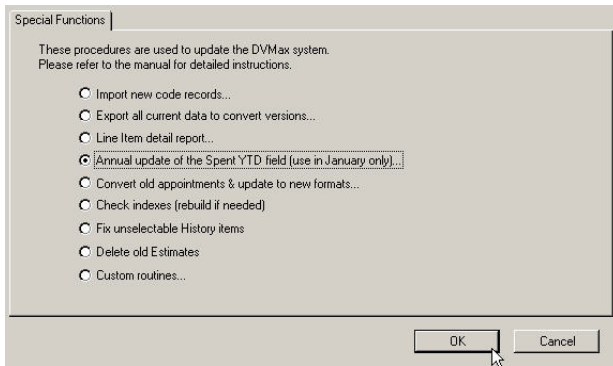 Special Functions
These procedures are used to update the DVMax system.
Please refer to the manual for detailed instructions.
Import new code records...
Export all current data to convert versions...
Line Item detail report...
Annual update of the Spent YTD field (use in January only)...
Convert old appointments & update to new formats...
Check indexes (rebuild if needed)
Fix unselectable History items
Delete old Estimates
Custom routines...
OK Cancel